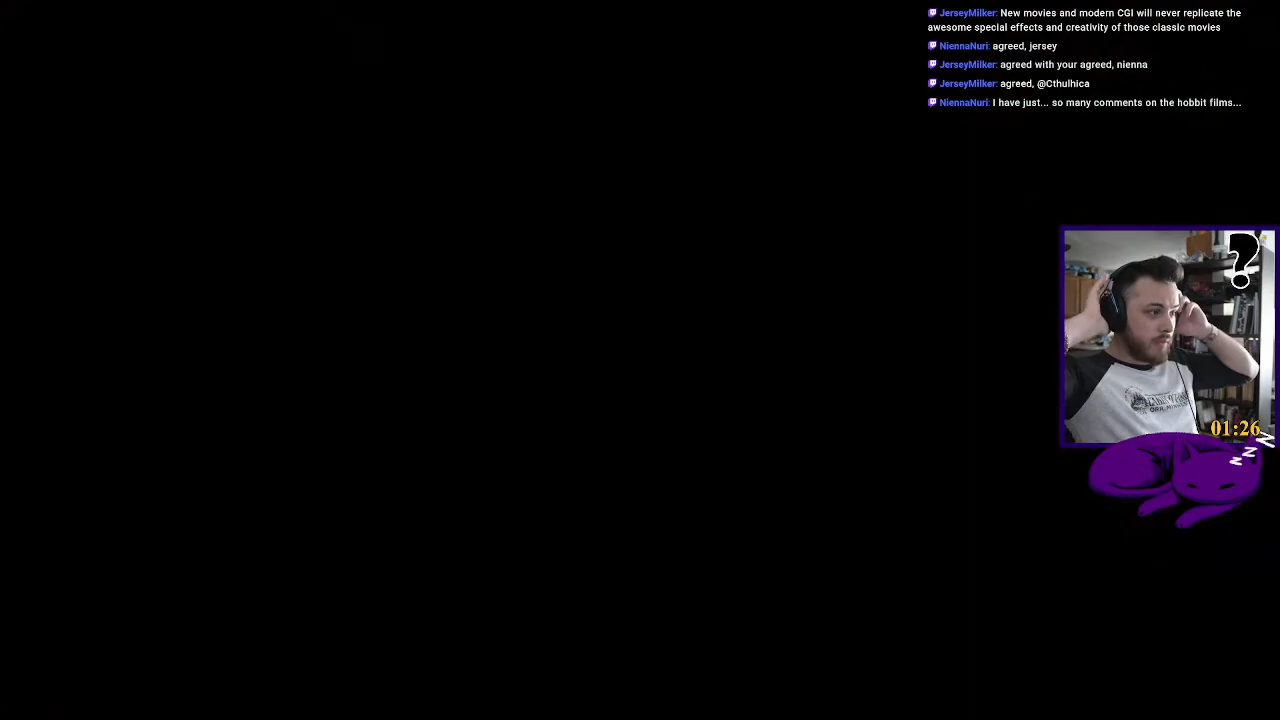 JerseyMilker: New movies and modern CGI will never replicate the
awesome special effects and creativity of those classic movies
NiennaNuri: agreed, jersey
JerseyMilker: agreed with your agreed, nienna
JerseyMilker: agreed, @Cthulhica
NiennaNuri: I have just... so many comments on the hobbit films...
?
01:26
z z z